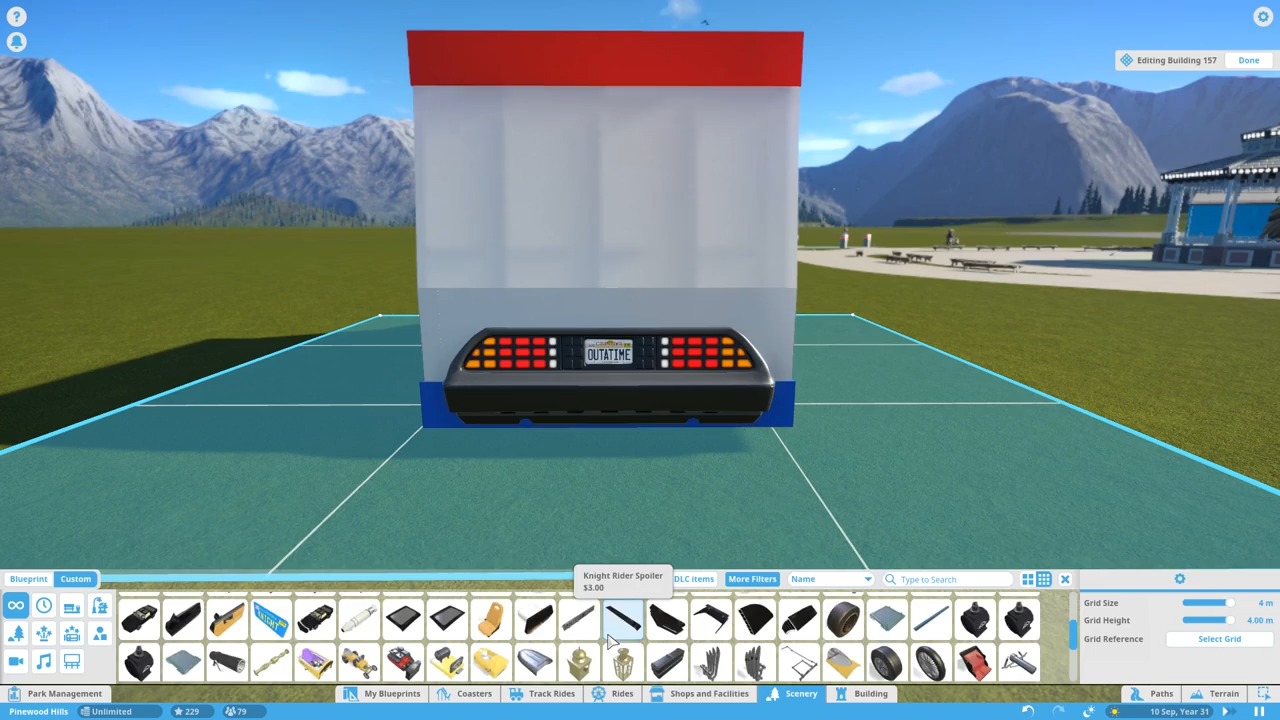 ?
Editing Building 157
Done
OUTATIME
Knight Rider Spoiler
$3.00
Blueprint
Custom
DLC items
More Filters
Name
Type to Search
Grid Size
4 m
Grid Height
4.00 m
Grid Reference
Select Grid
Park Management
My Blueprints
Coasters
Track Rides
Rides
Shops and Facilities
Scenery
Building
Paths
Terrain
Pinewood Hills
Unlimited
229
79
10 Sep, Year 31